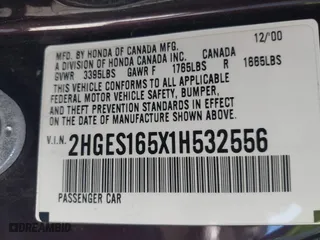 MFD. BY HONDA OF CANADA MFG. 12/'00
A DIVISION OF HONDA CANADA INC. CANADA
GVWR 3395LBS GAWR F 1765LBS R 1665LBS
THIS VEHICLE CONFORMS TO ALL APPLICABLE
FEDERAL MOTOR VEHICLE SAFETY, BUMPER,
AND THEFT PREVENTION STANDARDS IN EFFECT
ON THE DATE OF MANUFACTURE SHOWN ABOVE.
V.I.N. 2HGES165X1H532556
PASSENGER CAR
© DREAMBID